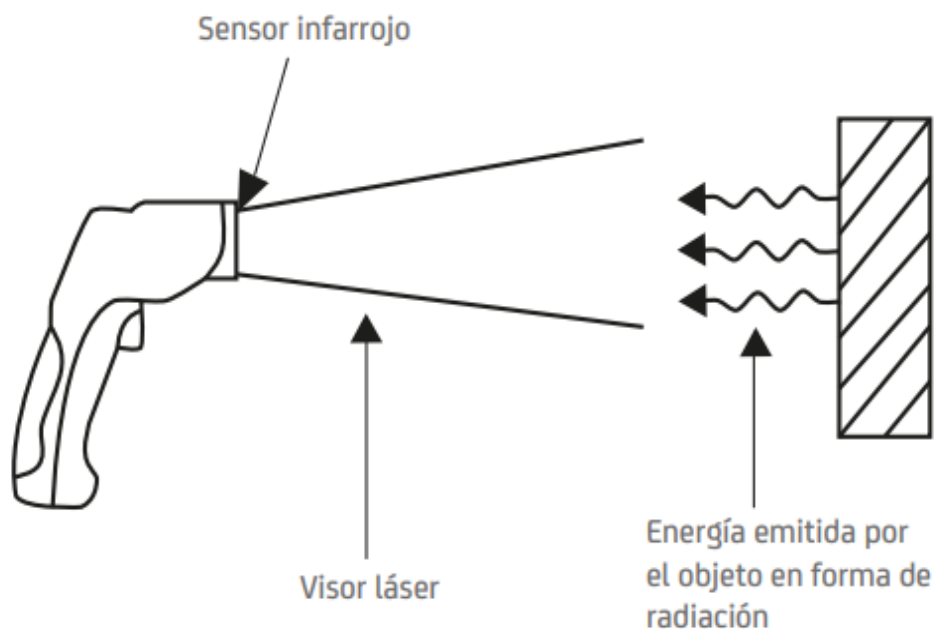 Sensor infarrojo
Visor láser
Energía emitida por
el objeto en forma de
radiación